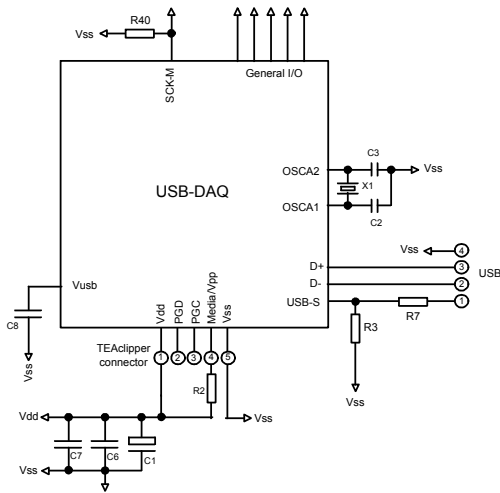 R40
Vss
SCK-M
General I/O
USB-DAQ
OSCA2
OSCA1
C3
X1
C2
Vss
Vss
4
D+
3
USB
D-
2
USB-S
1
R7
R3
Vss
Vusb
C8
Vss
Vdd
PGD
PGC
Media/Vpp
Vss
TEAclipper
connector
1
2
3
4
5
R2
Vdd
Vss
C7
C6
C1
Vss